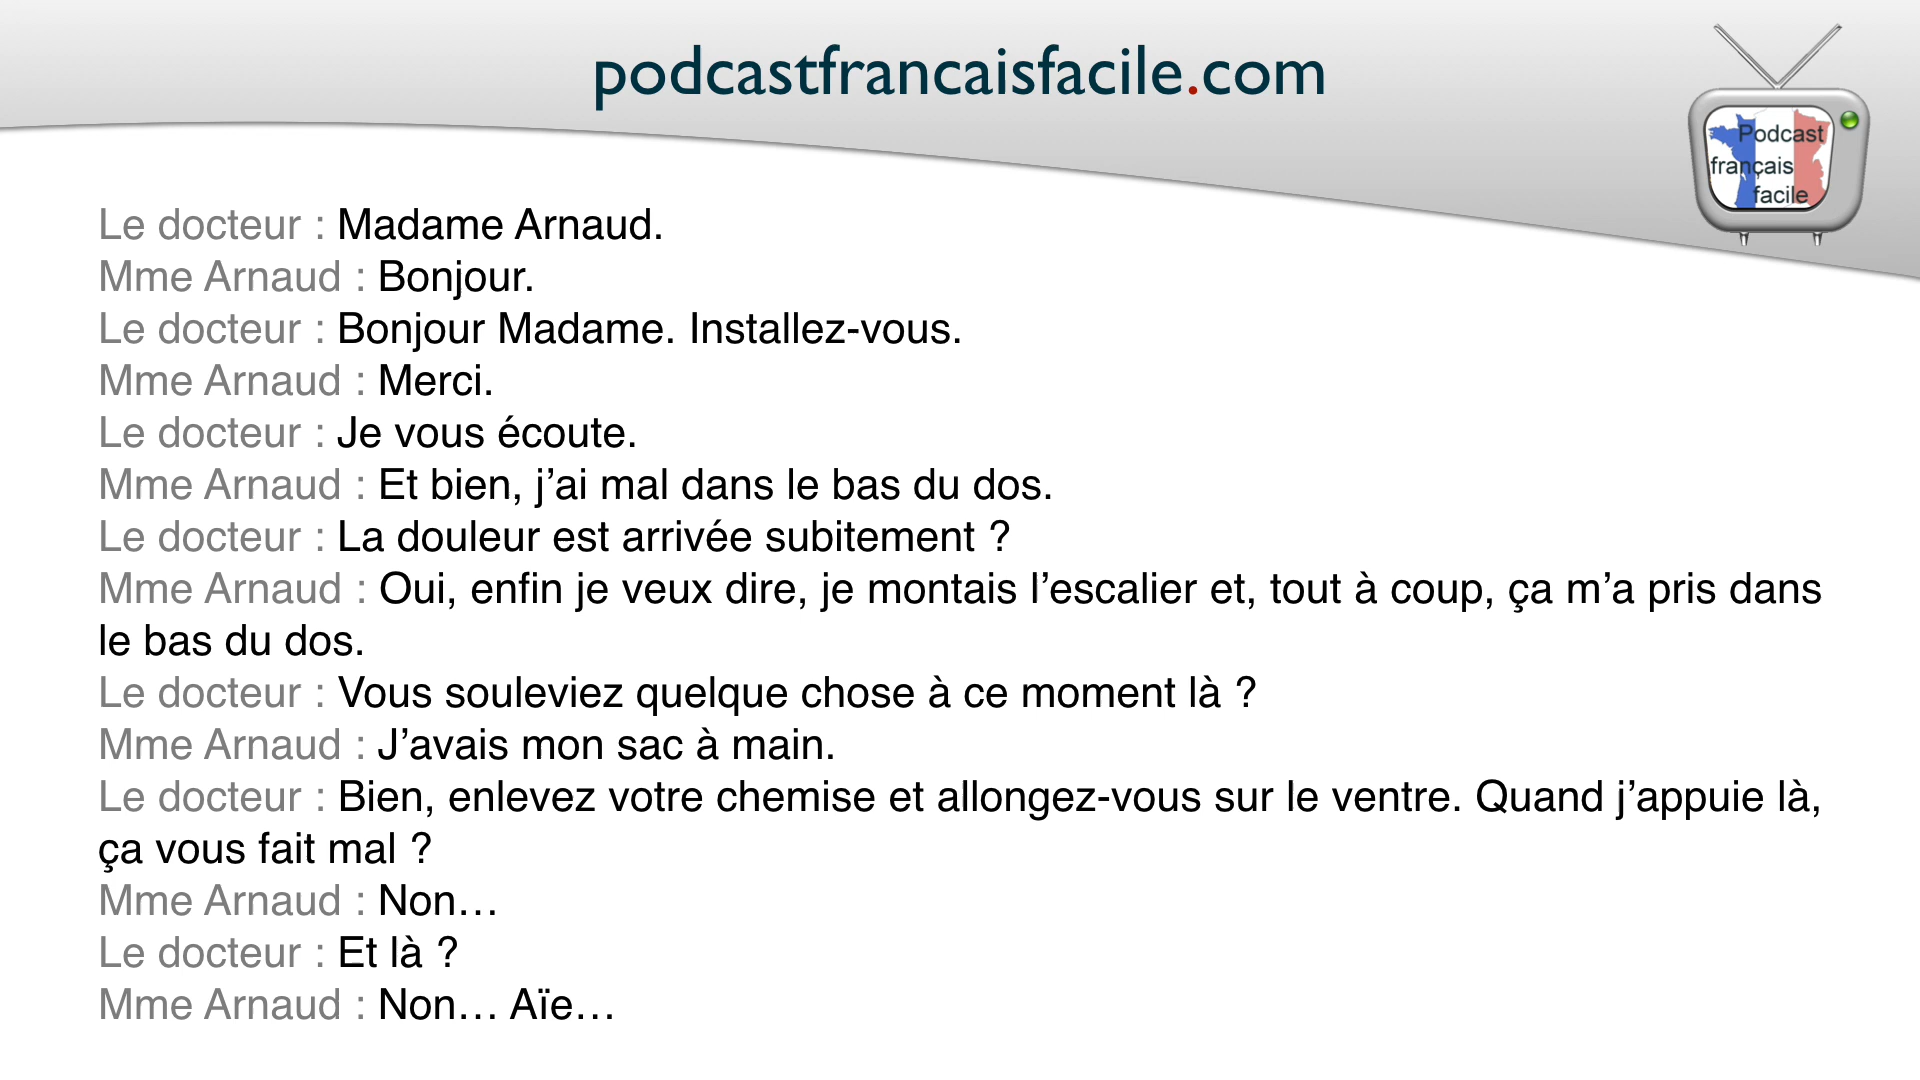 podcastfrancaisfacile.com
Podcast
français
facile
Le docteur : Madame Arnaud.
Mme Arnaud : Bonjour.
Le docteur : Bonjour Madame. Installez-vous.
Mme Arnaud : Merci.
Le docteur : Je vous écoute.
Mme Arnaud : Et bien, j’ai mal dans le bas du dos.
Le docteur : La douleur est arrivée subitement ?
Mme Arnaud : Oui, enfin je veux dire, je montais l’escalier et, tout à coup, ça m’a pris dans
le bas du dos.
Le docteur : Vous souleviez quelque chose à ce moment là ?
Mme Arnaud : J’avais mon sac à main.
Le docteur : Bien, enlevez votre chemise et allongez-vous sur le ventre. Quand j’appuie là,
ça vous fait mal ?
Mme Arnaud : Non…
Le docteur : Et là ?
Mme Arnaud : Non… Aïe…